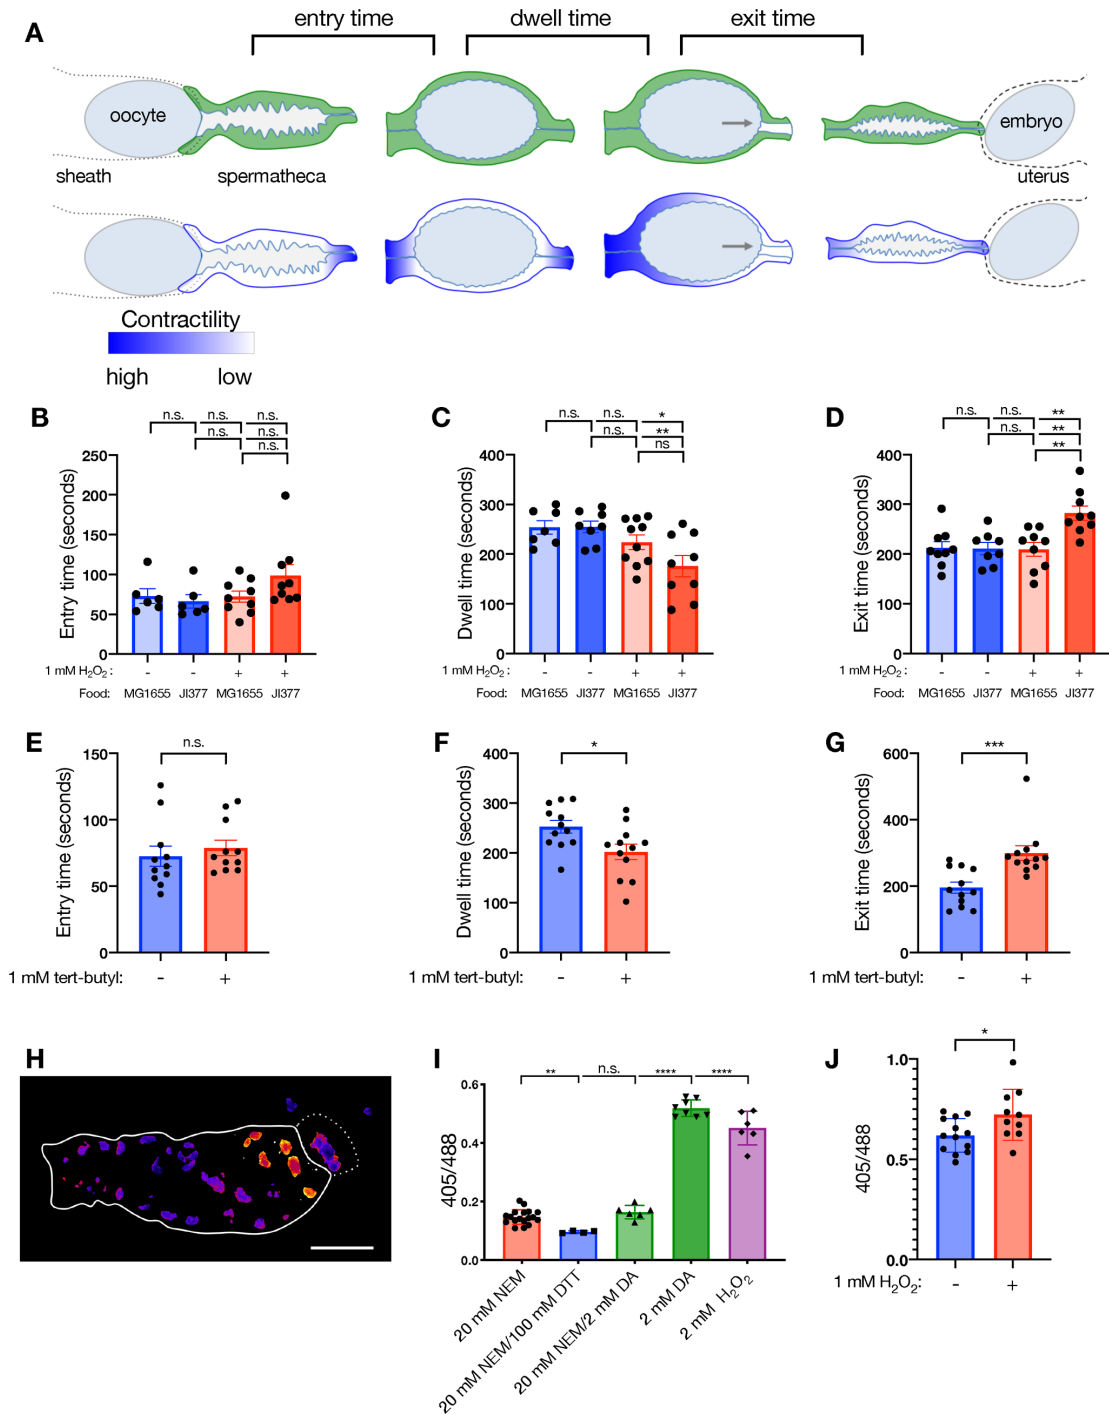 A
entry time
dwell time
exit time
oocyte
embryo
sheath
spermatheca
uterus
Contractility
high
low
B
n.s. n.s. n.s.
n.s. n.s.
n.s.
Entry time (seconds)
250
200
150
100
50
0
1 mM H₂O₂ : - - + +
Food: MG1655 JI377 MG1655 JI377
C
n.s. n.s. *
n.s. **
ns
Dwell time (seconds)
400
300
200
100
0
- - + +
MG1655 JI377 MG1655 JI377
D
n.s. n.s. **
n.s. **
**
Exit time (seconds)
400
300
200
100
0
1 mM H₂O₂ : - - + +
Food: MG1655 JI377 MG1655 JI377
E
n.s.
Entry time (seconds)
150
100
50
0
1 mM tert-butyl: - +
F
*
Dwell time (seconds)
400
300
200
100
0
1 mM tert-butyl: - +
G
***
Exit time (seconds)
600
400
200
0
1 mM tert-butyl: - +
H
I
** n.s. **** ****
405/488
0.6
0.4
0.2
0.0
20 mM NEM
20 mM NEM/100 mM DTT
20 mM NEM/2 mM DA
2 mM DA
2 mM H₂O₂
J
*
405/488
1.0
0.5
0.0
1 mM H₂O₂: - +